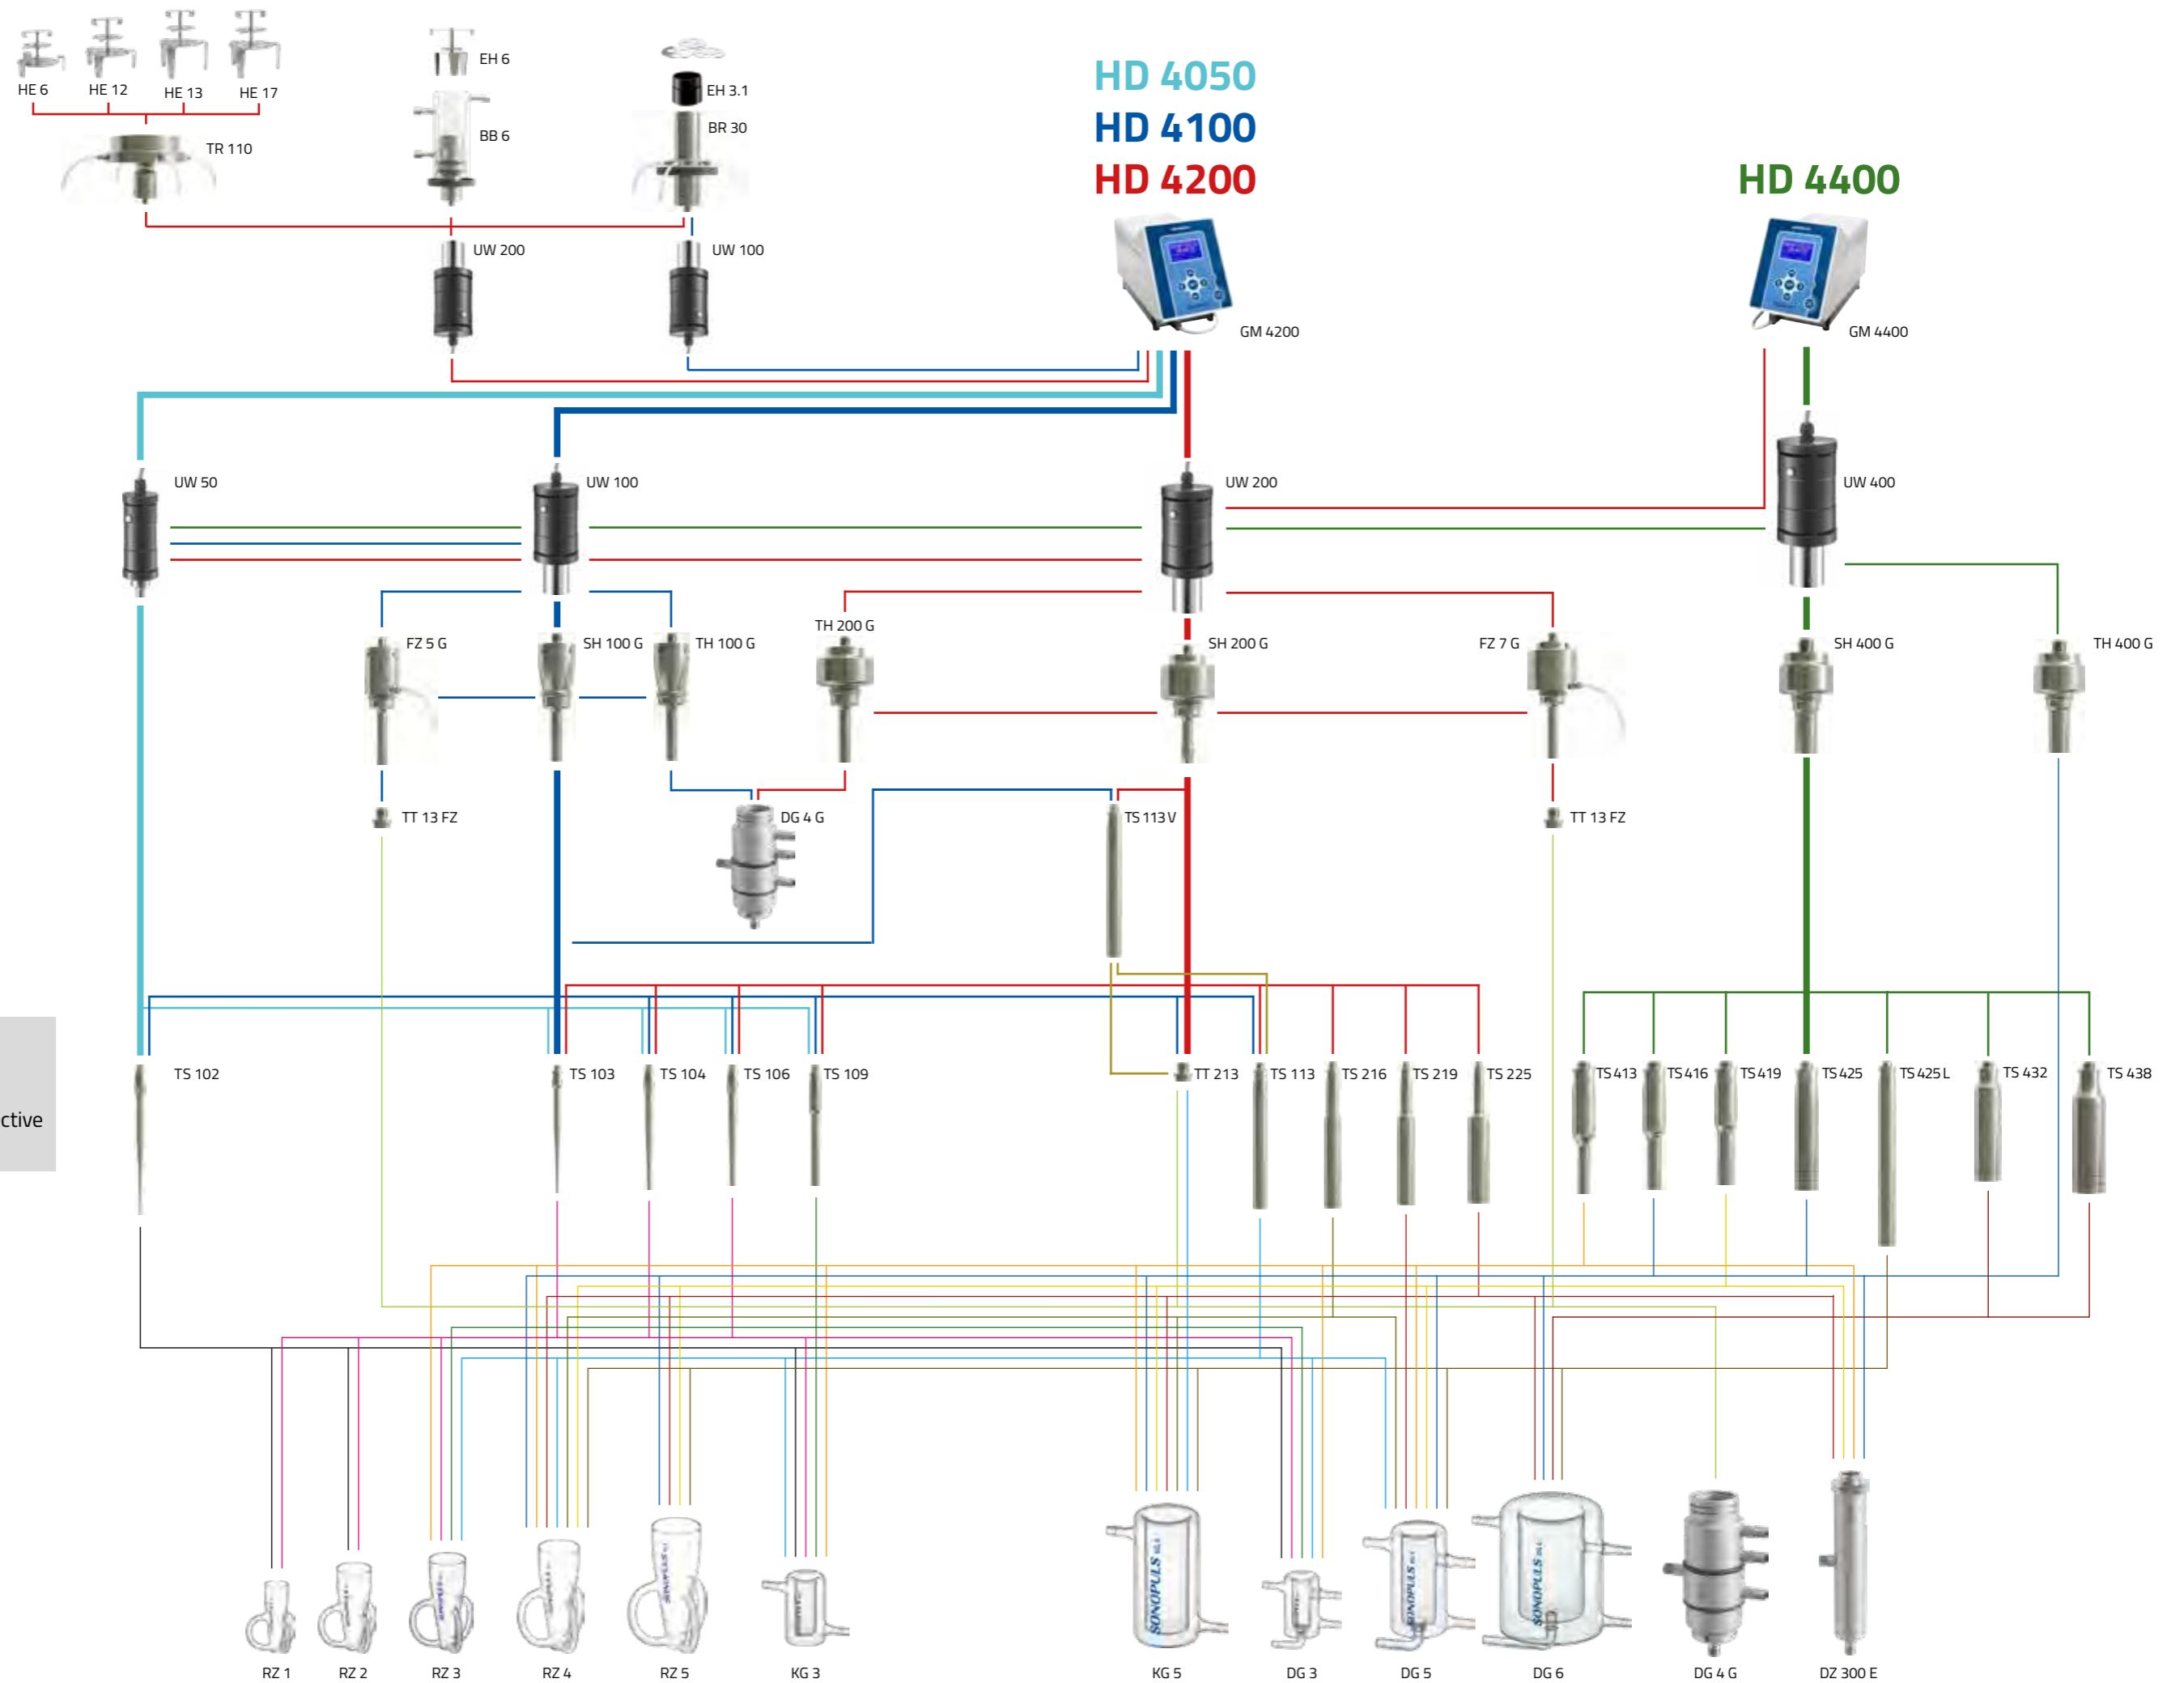 HE 6
HE 12
HE 13
HE 17
EH 6
EH 3.1
BB 6
BR 30
TR 110
HD 4050
HD 4100
HD 4200
HD 4400
UW 200
UW 100
GM 4200
GM 4400
UW 50
UW 100
UW 200
UW 400
FZ 5 G
SH 100 G
TH 100 G
TH 200 G
SH 200 G
FZ 7 G
SH 400 G
TH 400 G
TT 13 FZ
DG 4 G
TS 113 V
TT 13 FZ
ctive
TS 102
TS 103
TS 104
TS 106
TS 109
TT 213
TS 113
TS 216
TS 219
TS 225
TS 413
TS 416
TS 419
TS 425
TS 425 L
TS 432
TS 438
SONOPULS
SONOPULS
SONOPULS
SONOPULS
SONOPULS
RZ 1
RZ 2
RZ 3
RZ 4
RZ 5
KG 3
KG 5
DG 3
DG 5
DG 6
DG 4 G
DZ 300 E